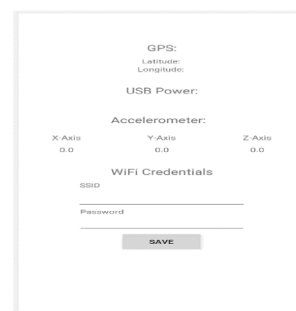 GPS:
Latitude:
Longitude:
USB Power:
Accelerometer:
X-Axis Y-Axis Z-Axis
0.0 0.0 0.0
WiFi Credentials
SSID
Password
SAVE